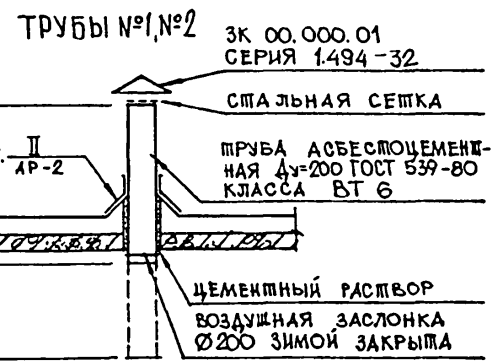 ТРУБЫ №1,№2
ЗК 00.000.01
СЕРИЯ 1.494-32
СТАЛЬНАЯ СЕТКА
II
АР-2
ТРУБА АСБЕСТОЦЕМЕНТ-
НАЯ Ду=200 ГОСТ 539-80
КЛАССА ВТ 6
ЦЕМЕНТНЫЙ РАСТВОР
ВОЗДУШНАЯ ЗАСЛОНКА
Ø200 ЗИМОЙ ЗАКРЫТА